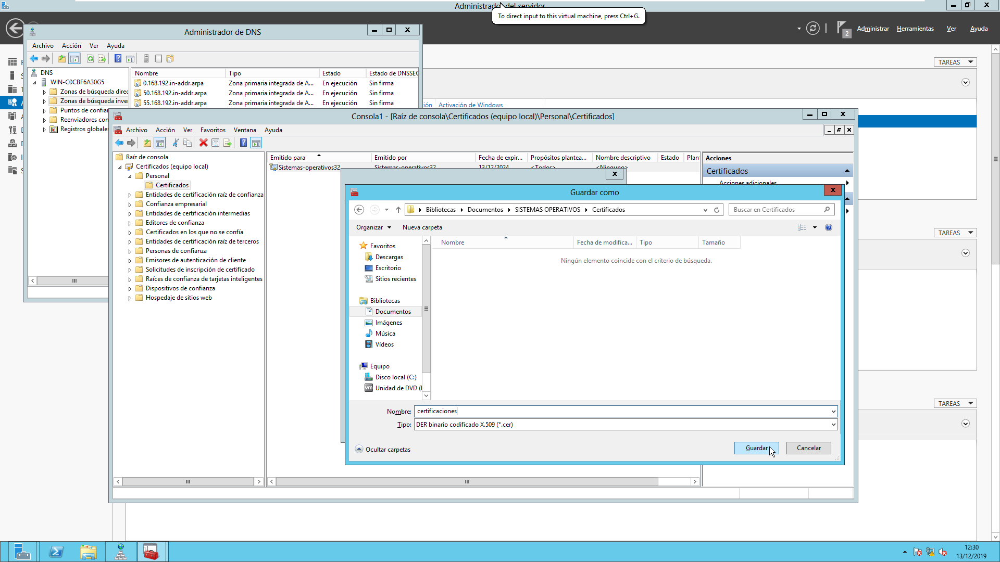 Administrador del servidor
To direct input to this virtual machine, press Ctrl+G.
2
Administrar
Herramientas
Ver
Ayuda
Administrador de DNS
Archivo Acción Ver Ayuda
DNS
WIN-C0CBF6A30G5
Zonas de búsqueda direc
Zonas de búsqueda inver
Puntos de confiar
Reenviadores con
Registros globales
Nombre Tipo Estado Estado de DNSSEC
0.168.192.in-addr.arpa Zona primaria integrada de A... En ejecución Sin firma
50.168.192.in-addr.arpa Zona primaria integrada de A... En ejecución Sin firma
55.168.192.in-addr.arpa Zona primaria integrada de A... En ejecución Sin firma
TAREAS
ción Activación de Windows
Consola1 - [Raíz de consola\Certificados (equipo local)\Personal\Certificados]
Archivo Acción Ver Favoritos Ventana Ayuda
Raíz de consola
Certificados (equipo local)
Personal
Certificados
Entidades de certificación raíz de confianza
Confianza empresarial
Entidades de certificación intermedias
Editores de confianza
Certificados en los que no se confía
Entidades de certificación raíz de terceros
Personas de confianza
Emisores de autenticación de cliente
Solicitudes de inscripción de certificado
Raíces de confianza de tarjetas inteligentes
Dispositivos de confianza
Hospedaje de sitios web
Emitido para Emitido por Fecha de expir... Propósitos plantea... Nombre descriptivo Estado Plan
Sistemas-operativos32 Sistemas-operativos32 13/12/2024 <Todos> <Ninguno>
Acciones
Certificados
Acciones adicionales
Guardar como
Bibliotecas Documentos SISTEMAS OPERATIVOS Certificados
Buscar en Certificados
Organizar Nueva carpeta
Favoritos
Descargas
Escritorio
Sitios recientes
Bibliotecas
Documentos
Imágenes
Música
Vídeos
Equipo
Disco local (C:)
Unidad de DVD (
Nombre Fecha de modifica... Tipo Tamaño
Ningún elemento coincide con el criterio de búsqueda.
Nombre: certificaciones
Tipo: DER binario codificado X.509 (*.cer)
Ocultar carpetas
Guardar
Cancelar
TAREAS
TAREAS
12:30
13/12/2019